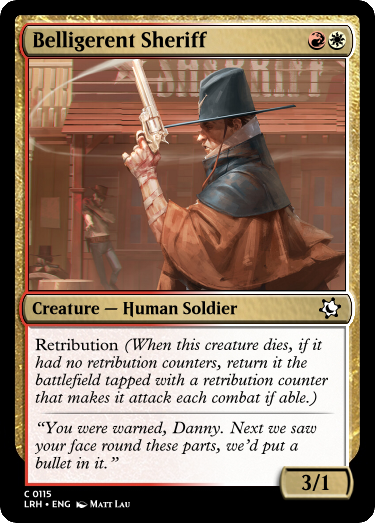 Belligerent Sheriff
SHERIFF
Creature — Human Soldier
Retribution (When this creature dies, if it
had no retribution counters, return it the
battlefield tapped with a retribution counter
that makes it attack each combat if able.)
“You were warned, Danny. Next we saw
your face round these parts, we’d put a
bullet in it.”
3/1
C 0115
LRH • ENG Matt Lau